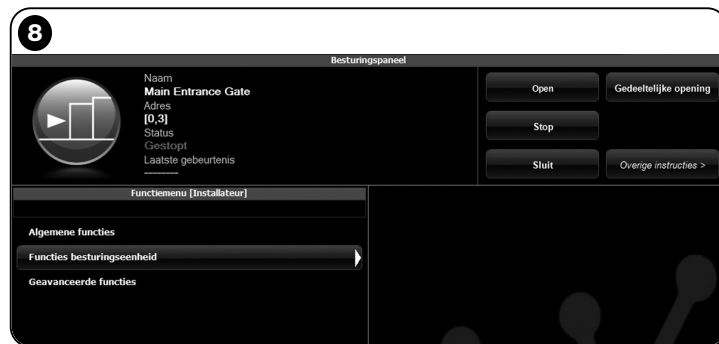 8
Besturingspaneel
Naam
Main Entrance Gate
Adres
[0,3]
Status
Gestopt
Laatste gebeurtenis
--------
Open
Gedeeltelijke opening
Stop
Sluit
Overige instructies >
Functiemenu [Installateur]
Algemene functies
Functies besturingseenheid
Geavanceerde functies